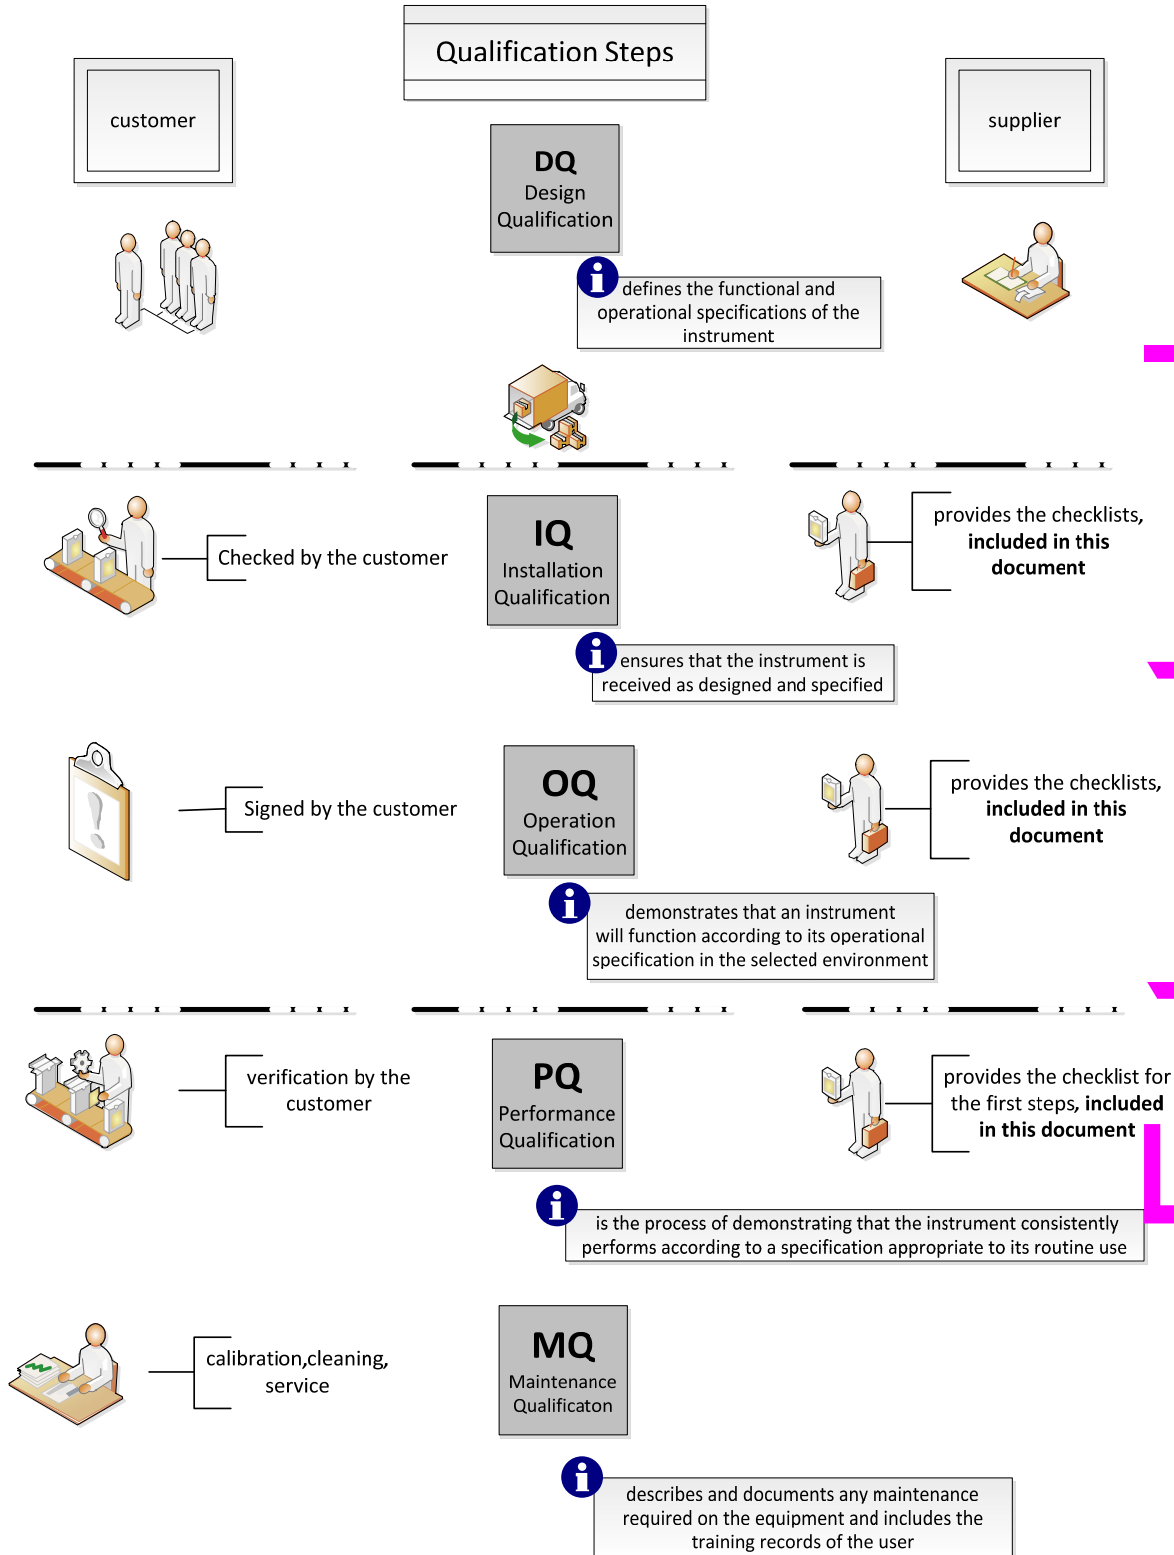 Qualification Steps
customer
supplier
DQ
Design
Qualification
defines the functional and
operational specifications of the
instrument
Checked by the customer
IQ
Installation
Qualification
provides the checklists,
included in this
document
ensures that the instrument is
received as designed and specified
Signed by the customer
OQ
Operation
Qualification
provides the checklists,
included in this
document
demonstrates that an instrument
will function according to its operational
specification in the selected environment
verification by the
customer
PQ
Performance
Qualification
provides the checklist for
the first steps, included
in this document
is the process of demonstrating that the instrument consistently
performs according to a specification appropriate to its routine use
calibration,cleaning,
service
MQ
Maintenance
Qualificaton
describes and documents any maintenance
required on the equipment and includes the
training records of the user